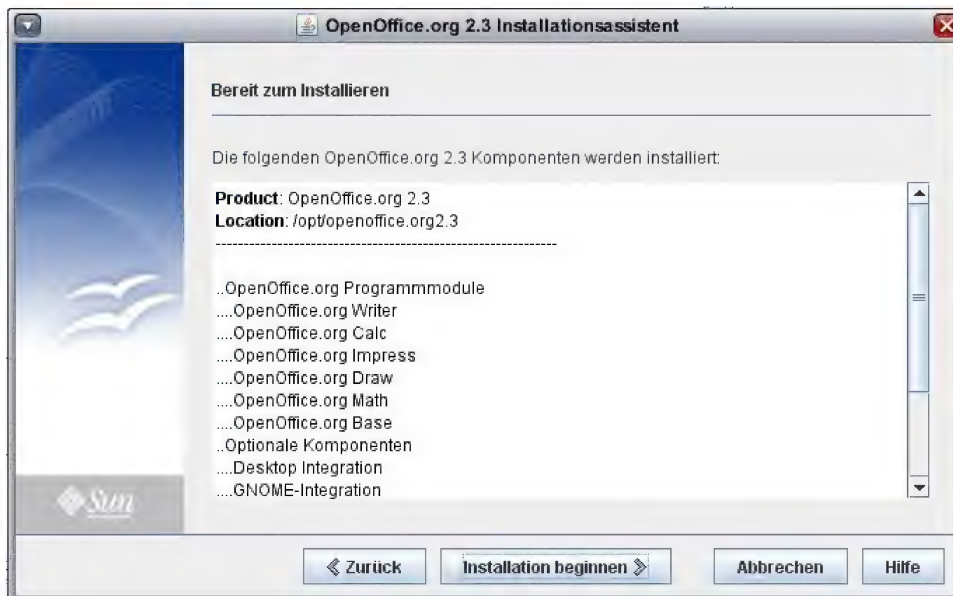 OpenOffice.org 2.3 Installationsassistent
Bereit zum Installieren
Die folgenden OpenOffice.org 2.3 Komponenten werden installiert:
Product: OpenOffice.org 2.3
Location: /opt/openoffice.org2.3
--------------------------------------------------------------
..OpenOffice.org Programmmodule
....OpenOffice.org Writer
....OpenOffice.org Calc
....OpenOffice.org Impress
....OpenOffice.org Draw
....OpenOffice.org Math
....OpenOffice.org Base
..Optionale Komponenten
....Desktop Integration
....GNOME-Integration
Sun
Zurück
Installation beginnen
Abbrechen
Hilfe